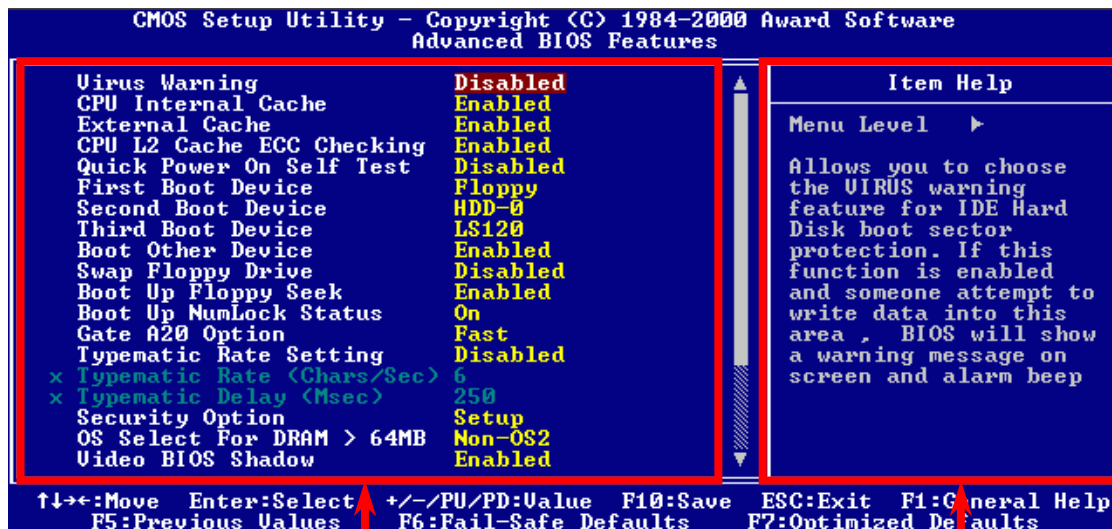 CMOS Setup Utility – Copyright (C) 1984–2000 Award Software
Advanced BIOS Features
Virus Warning Disabled
CPU Internal Cache Enabled
External Cache Enabled
CPU L2 Cache ECC Checking Enabled
Quick Power On Self Test Disabled
First Boot Device Floppy
Second Boot Device HDD-0
Third Boot Device LS120
Boot Other Device Enabled
Swap Floppy Drive Disabled
Boot Up Floppy Seek Enabled
Boot Up NumLock Status On
Gate A20 Option Fast
Typematic Rate Setting Disabled
x Typematic Rate (Chars/Sec) 6
x Typematic Delay (Msec) 250
Security Option Setup
OS Select For DRAM > 64MB Non-OS2
Video BIOS Shadow Enabled
Item Help
Menu Level ►
Allows you to choose
the VIRUS warning
feature for IDE Hard
Disk boot sector
protection. If this
function is enabled
and someone attempt to
write data into this
area , BIOS will show
a warning message on
screen and alarm beep
↑↓→←:Move Enter:Select +/-/PU/PD:Value F10:Save ESC:Exit F1:General Help
F5:Previous Values F6:Fail-Safe Defaults F7:Optimized Defaults